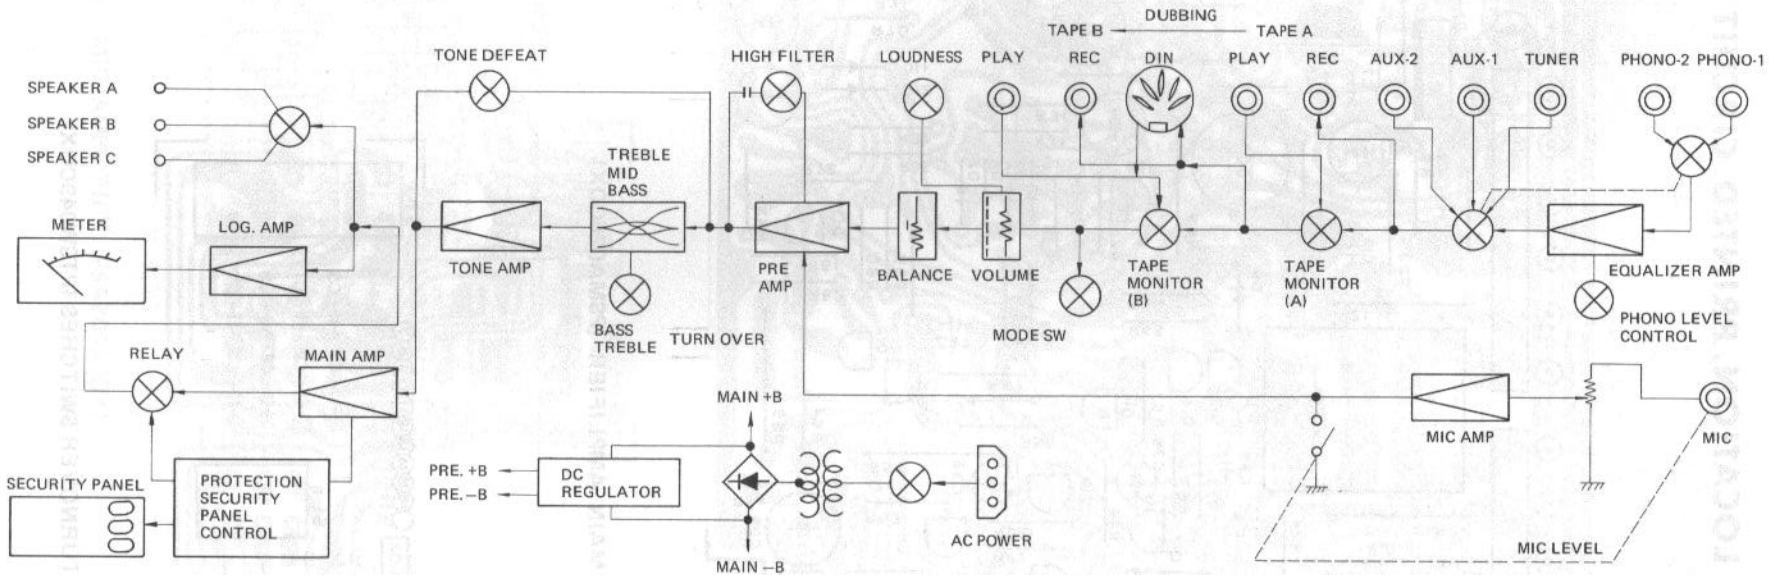 DUBBING
TAPE B
TAPE A
TONE DEFEAT
HIGH FILTER
LOUDNESS
PLAY
REC
DIN
PLAY
REC
AUX-2
AUX-1
TUNER
PHONO-2
PHONO-1
SPEAKER A
SPEAKER B
SPEAKER C
TREBLE
MID
BASS
METER
LOG. AMP
TONE AMP
PRE
AMP
BALANCE
VOLUME
TAPE
MONITOR
(B)
TAPE
MONITOR
(A)
EQUALIZER AMP
PHONO LEVEL
CONTROL
BASS
TREBLE
TURN OVER
MODE SW
RELAY
MAIN AMP
MAIN +B
MIC AMP
MIC
SECURITY PANEL
PROTECTION
SECURITY
PANEL
CONTROL
PRE. +B
PRE. –B
DC
REGULATOR
AC POWER
MIC LEVEL
MAIN –B